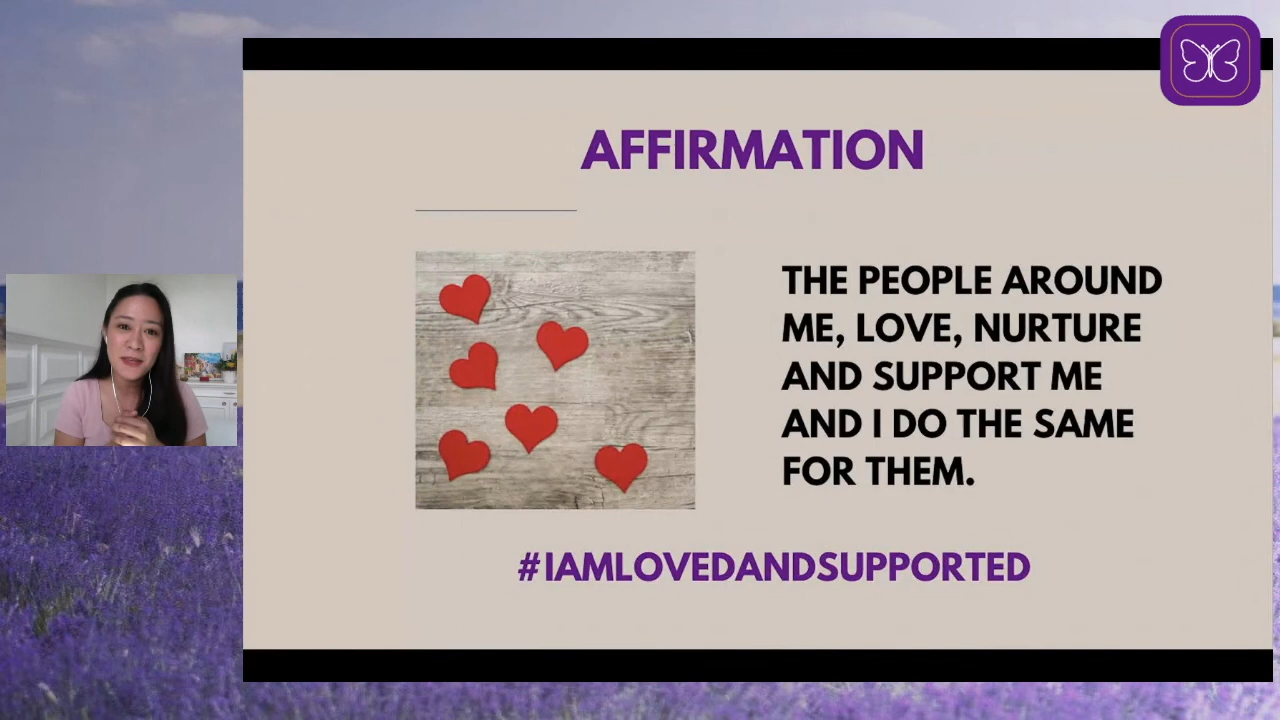 AFFIRMATION
THE PEOPLE AROUND
ME, LOVE, NURTURE
AND SUPPORT ME
AND I DO THE SAME
FOR THEM.
#IAMLOVEDANDSUPPORTED